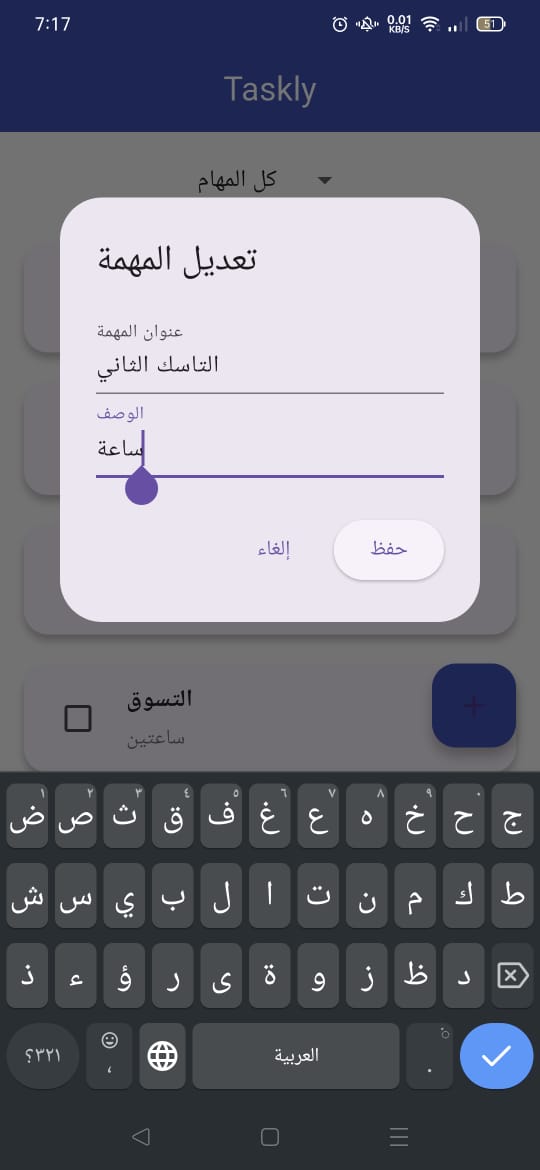 7:17
0.01
KB/S
51
Taskly
كل المهام
تعديل المهمة
عنوان المهمة
التاسك الثاني
الوصف
ساعة
حفظ
إلغاء
التسوق
ساعتين
+
١ ٢ ٣ ٤ ٥ ٦ ٧ ٨ ٩ ٠
ض ص ث ق ف غ ع ه خ ح ج
ش س ي ب ل ا ت ن م ك ط
ذ ء ؤ ر ى ة و ز ظ د
؟٣٢١ ، العربية .